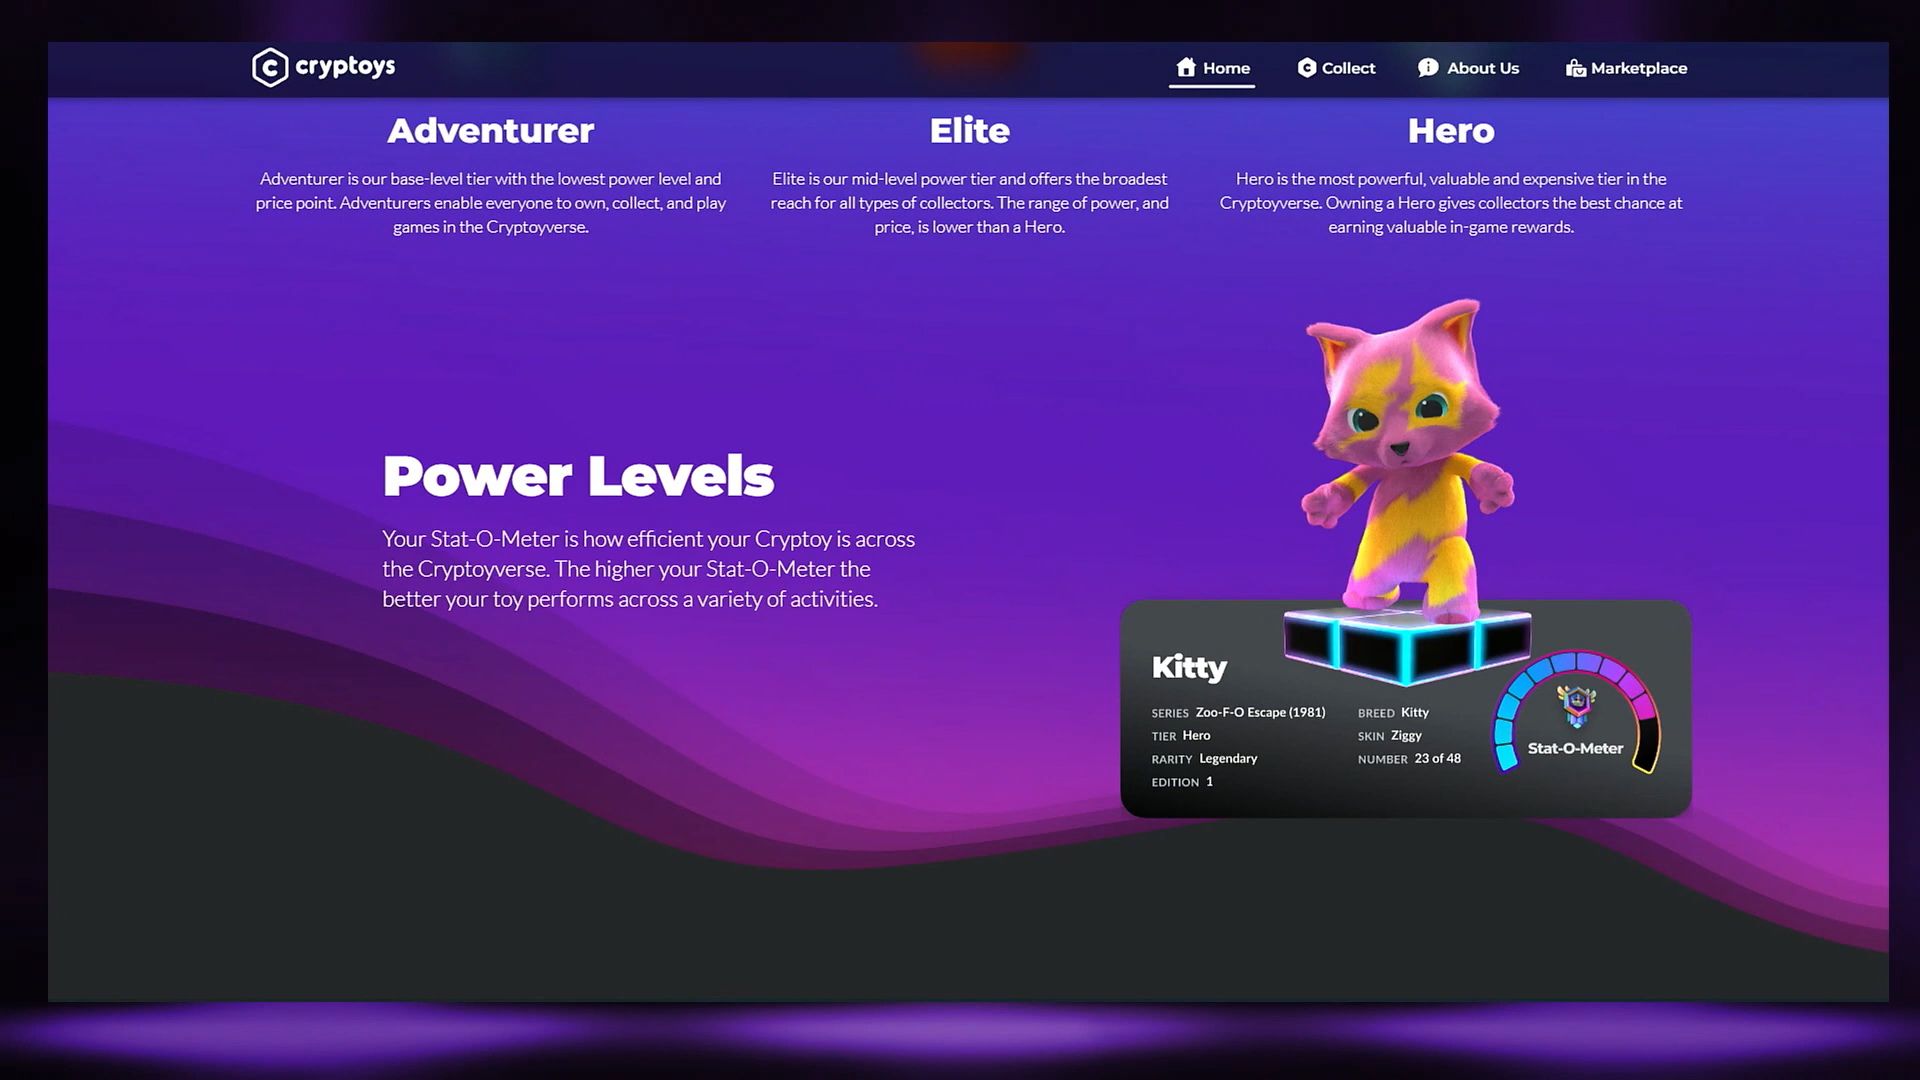 cryptoys
Home
Collect
About Us
Marketplace
Adventurer
Adventurer is our base-level tier with the lowest power level and
price point. Adventurers enable everyone to own, collect, and play
games in the Cryptoyverse.
Elite
Elite is our mid-level power tier and offers the broadest
reach for all types of collectors. The range of power, and
price, is lower than a Hero.
Hero
Hero is the most powerful, valuable and expensive tier in the
Cryptoyverse. Owning a Hero gives collectors the best chance at
earning valuable in-game rewards.
Power Levels
Your Stat-O-Meter is how efficient your Cryptoy is across
the Cryptoyverse. The higher your Stat-O-Meter the
better your toy performs across a variety of activities.
Kitty
SERIES Zoo-F-O Escape (1981)
TIER Hero
RARITY Legendary
EDITION 1
BREED Kitty
SKIN Ziggy
NUMBER 23 of 48
Stat-O-Meter